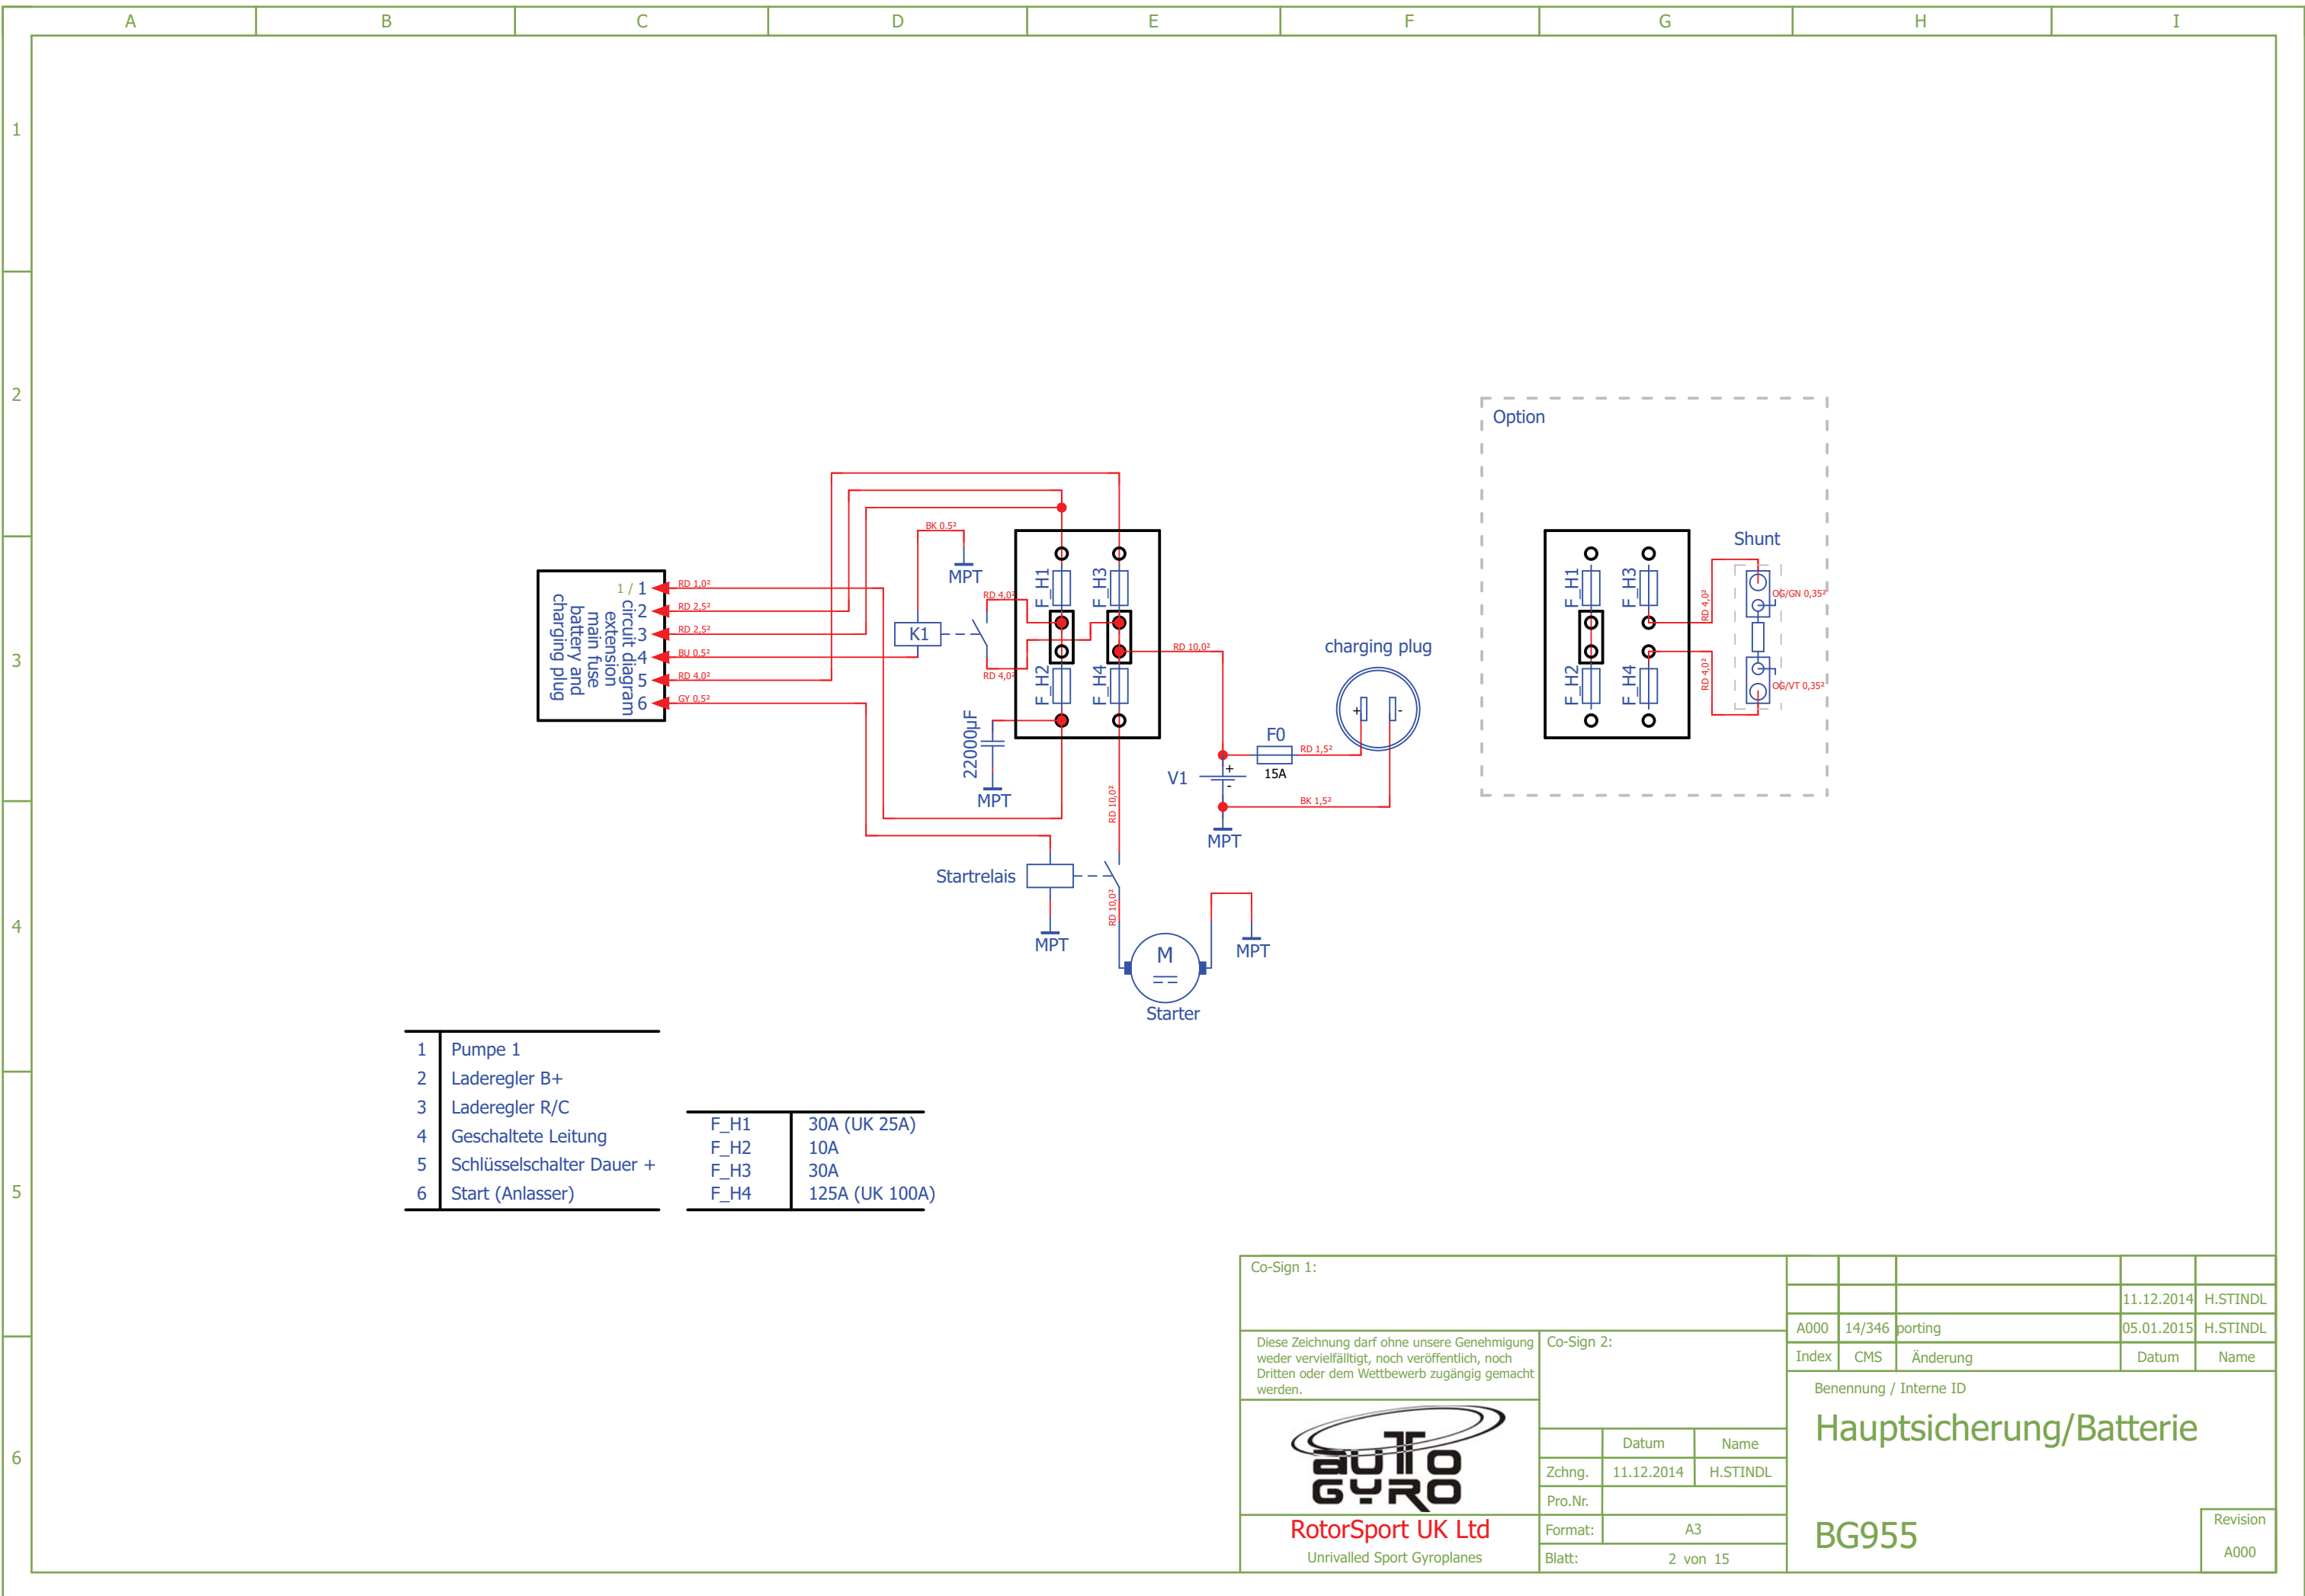 A B C D E F G H I
1
2
3
4
5
6
Option
Shunt
OG/GN 0,35²
OG/VT 0,35²
RD 4,0²
RD 4,0²
F_H1
F_H3
F_H2
F_H4
BK 0.5²
MPT
K1
RD 4,0²
RD 4,0²
F_H1
F_H3
F_H2
F_H4
1 / 1
2
3
4
5
6
circuit diagram
extension
main fuse
battery and
charging plug
RD 1,0²
RD 2,5²
RD 2,5²
BU 0,5²
RD 4,0²
GY 0,5²
22000µF
MPT
RD 10,0²
charging plug
+ -
F0
15A
RD 1,5²
V1
+
-
BK 1,5²
MPT
RD 10,0²
Startrelais
RD 10,0²
MPT
MPT
M
Starter
1 Pumpe 1
2 Laderegler B+
3 Laderegler R/C
4 Geschaltete Leitung
5 Schlüsselschalter Dauer +
6 Start (Anlasser)
F_H1 30A (UK 25A)
F_H2 10A
F_H3 30A
F_H4 125A (UK 100A)
Co-Sign 1:
Diese Zeichnung darf ohne unsere Genehmigung
weder vervielfälltigt, noch veröffentlich, noch
Dritten oder dem Wettbewerb zugängig gemacht
werden.
Co-Sign 2:
AUTO
GYRO
RotorSport UK Ltd
Unrivalled Sport Gyroplanes
Datum Name
Zchng. 11.12.2014 H.STINDL
Pro.Nr.
Format: A3
Blatt: 2 von 15
11.12.2014 H.STINDL
A000 14/346 porting 05.01.2015 H.STINDL
Index CMS Änderung Datum Name
Benennung / Interne ID
Hauptsicherung/Batterie
BG955
Revision
A000